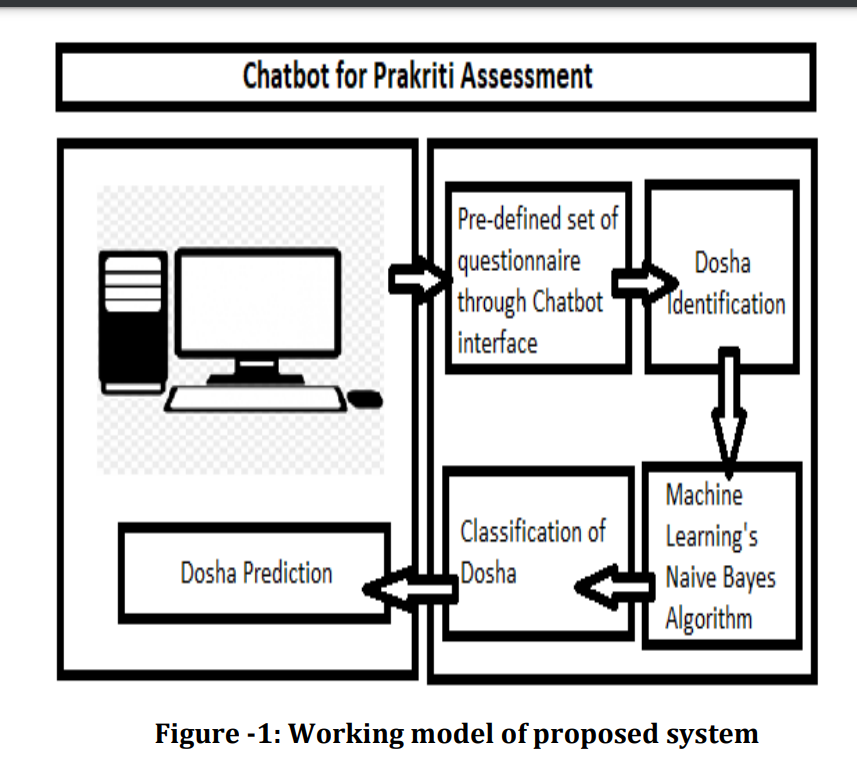 Chatbot for Prakriti Assessment
Pre-defined set of
questionnaire
through Chatbot
interface
Dosha
Identification
Machine
Learning's
Naive Bayes
Algorithm
Classification of
Dosha
Dosha Prediction
Figure -1: Working model of proposed system